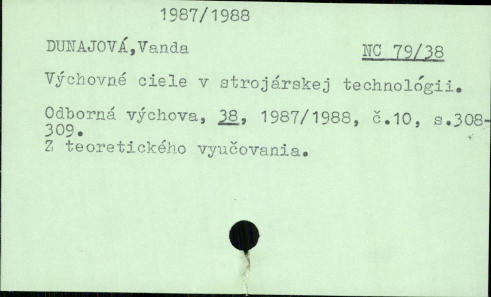 1987/1988
DUNAJOVÁ,Vanda NC 79/38
Výchovné ciele v strojárskej technológii.
Odborná výchova, 38, 1987/1988, č.10, s.308-
309.
Z teoretického vyučovania.